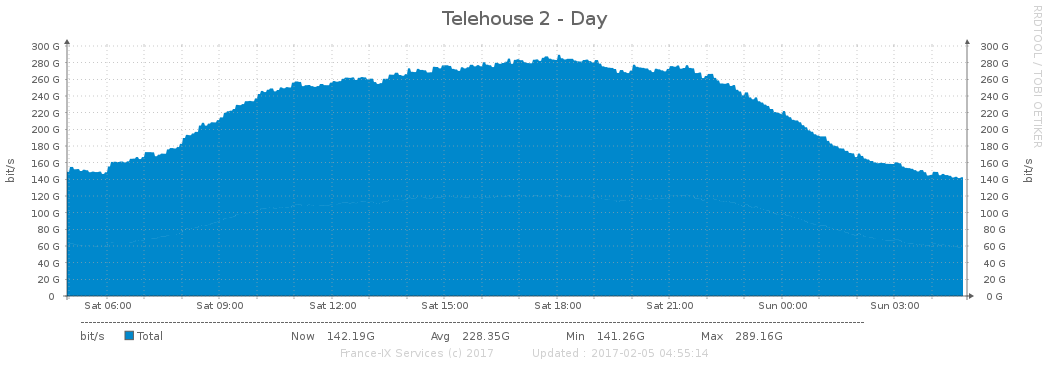 Telehouse 2 - Day
RRDTOOL / TOBI OETIKER
bit/s
300 G
280 G
260 G
240 G
220 G
200 G
180 G
160 G
140 G
120 G
100 G
80 G
60 G
40 G
20 G
0
300 G
280 G
260 G
240 G
220 G
200 G
180 G
160 G
140 G
120 G
100 G
80 G
60 G
40 G
20 G
0 G
bit/s
Sat 06:00 Sat 09:00 Sat 12:00 Sat 15:00 Sat 18:00 Sat 21:00 Sun 00:00 Sun 03:00
bit/s Total Now 142.19G Avg 228.35G Min 141.26G Max 289.16G
France-IX Services (c) 2017 Updated : 2017-02-05 04:55:14